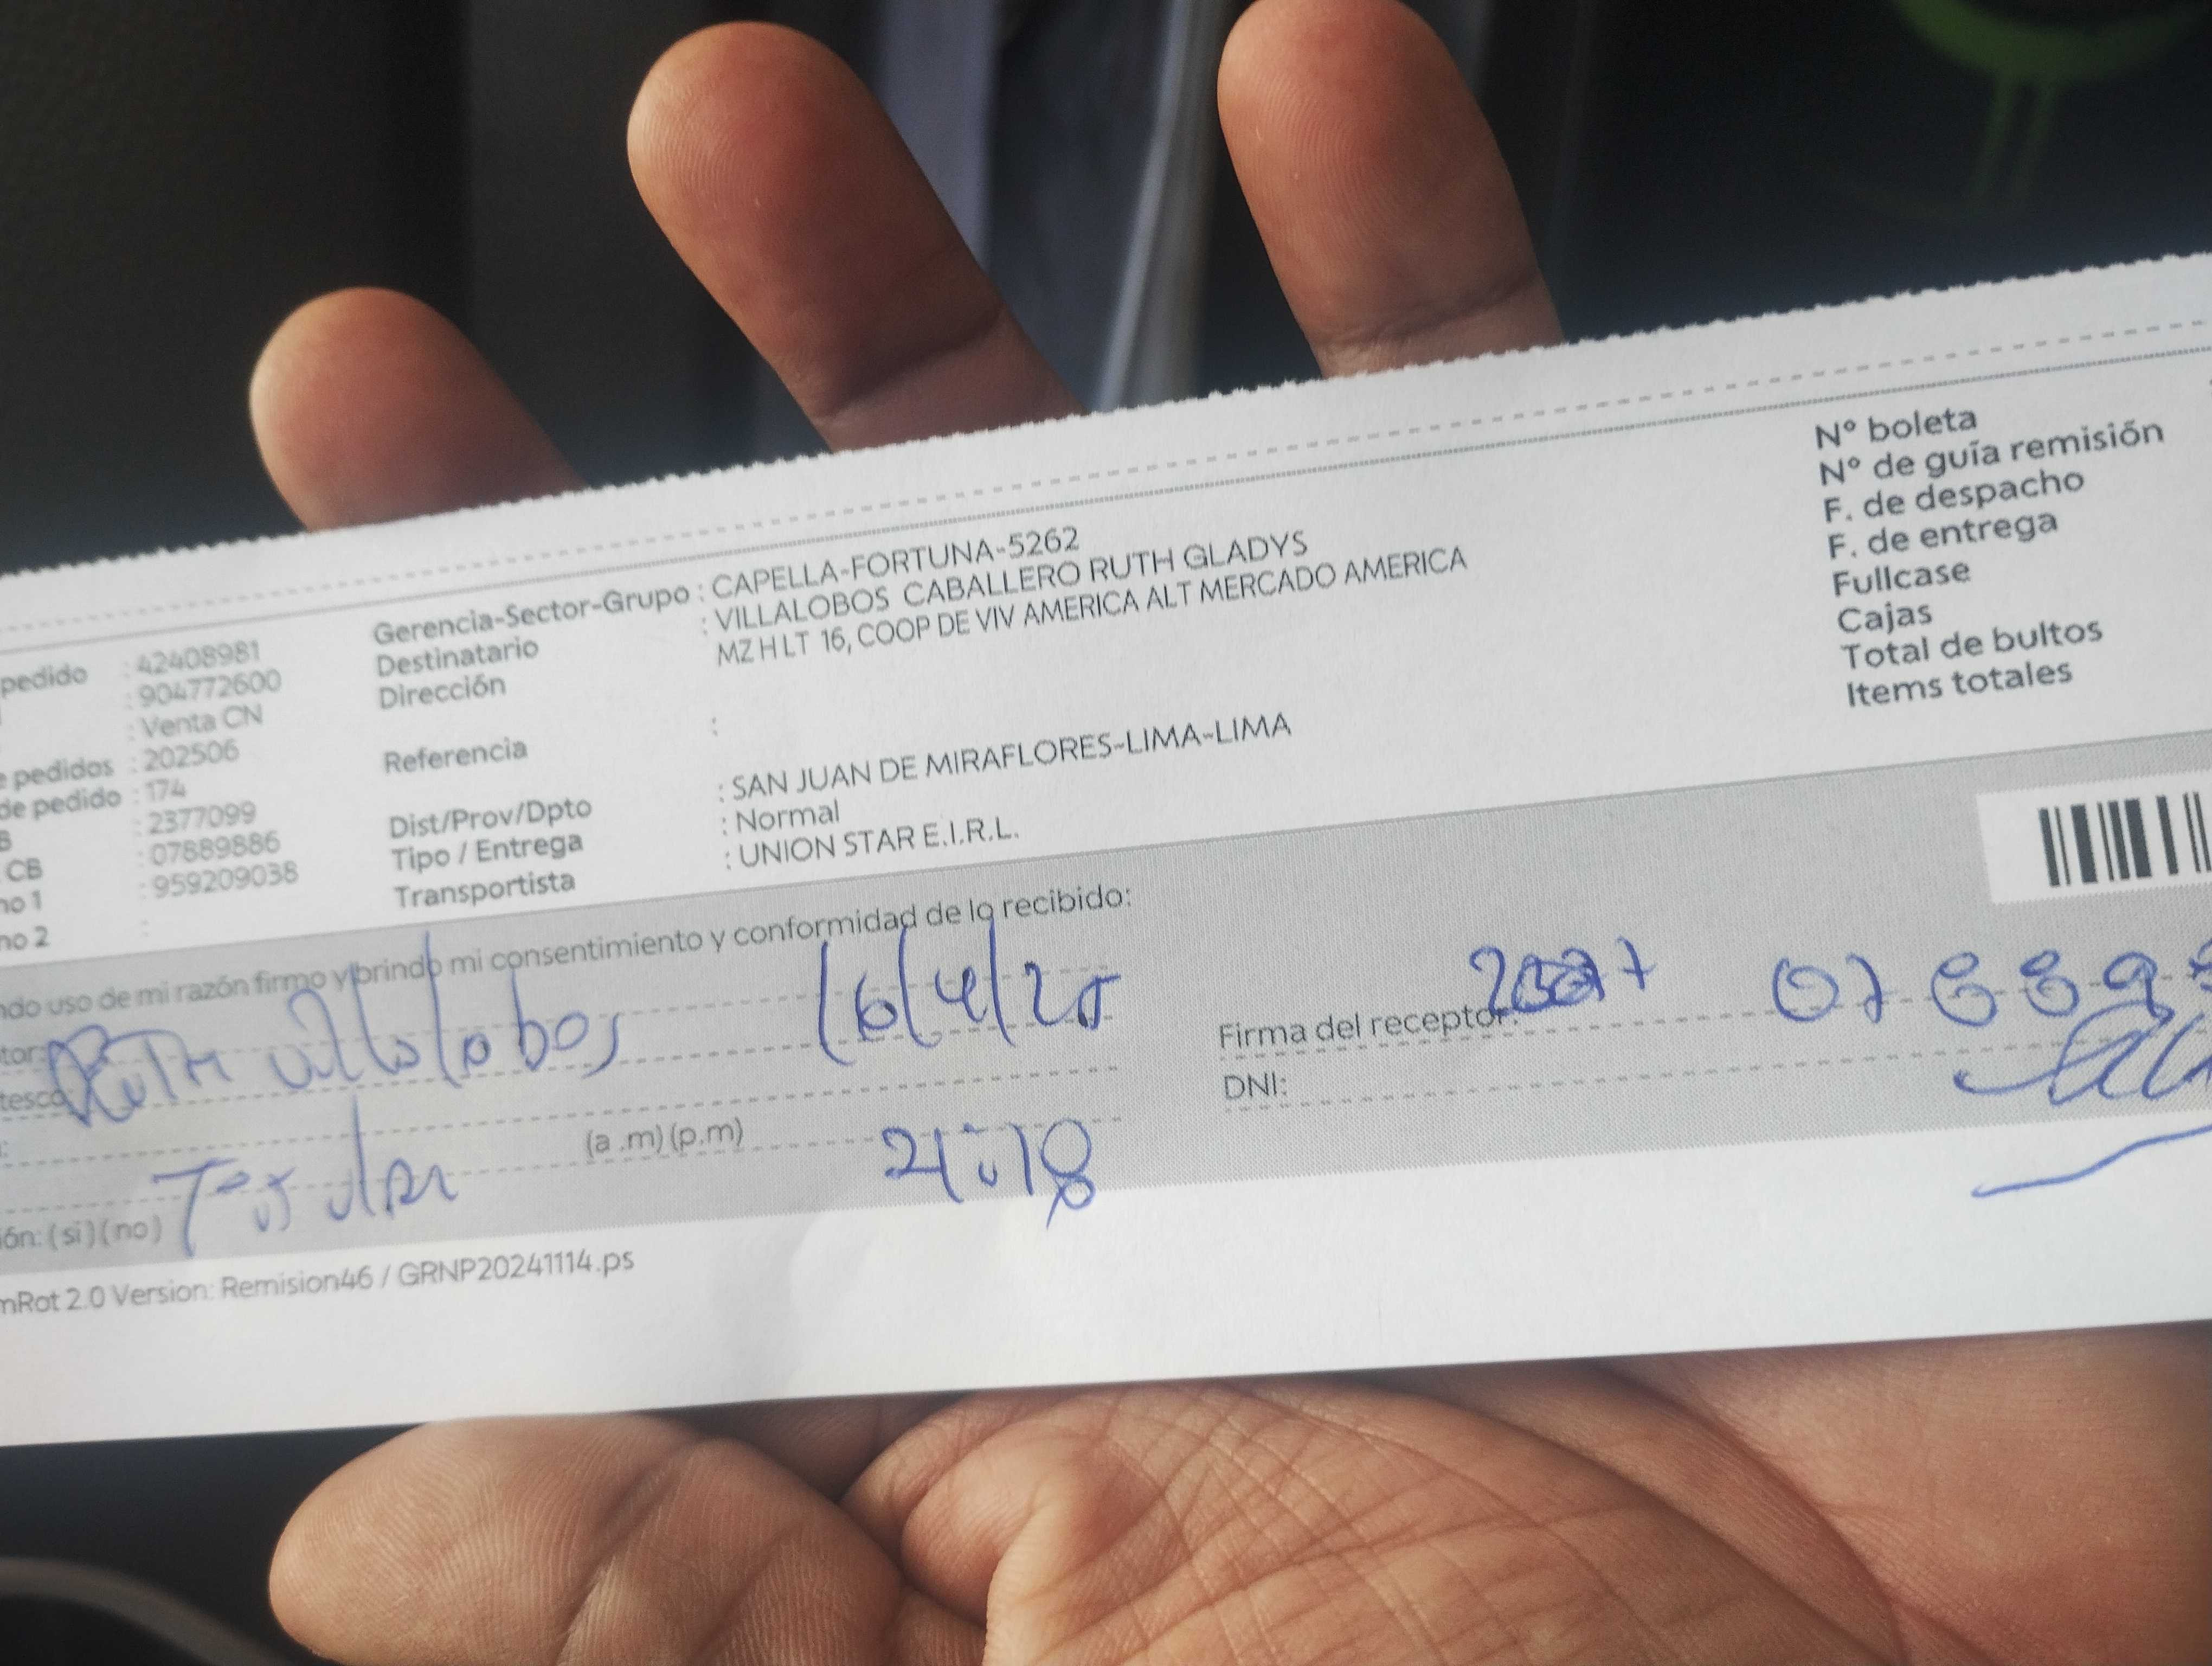 pedido : 42408981
: 904772600
: Venta CN
e pedidos : 202506
de pedido : 174
B : 2377099
CB : 07889886
no 1 : 959209038
no 2 :
Gerencia-Sector-Grupo : CAPELLA-FORTUNA-5262
Destinatario : VILLALOBOS CABALLERO RUTH GLADYS
Dirección MZ H LT 16, COOP DE VIV AMERICA ALT MERCADO AMERICA
Referencia :
Dist/Prov/Dpto : SAN JUAN DE MIRAFLORES-LIMA-LIMA
Tipo / Entrega : Normal
Transportista : UNION STAR E.I.R.L.
N° boleta
N° de guía remisión
F. de despacho
F. de entrega
Fullcase
Cajas
Total de bultos
Items totales
ndo uso de mi razón firmo y brindo mi consentimiento y conformidad de lo recibido:
tor: Ruth villalobos 16/4/25
Firma del receptor:
tesco
DNI:
(a .m) (p.m) 4:18
ión: (si) (no) Titular
mRot 2.0 Version: Remision46 / GRNP20241114.ps